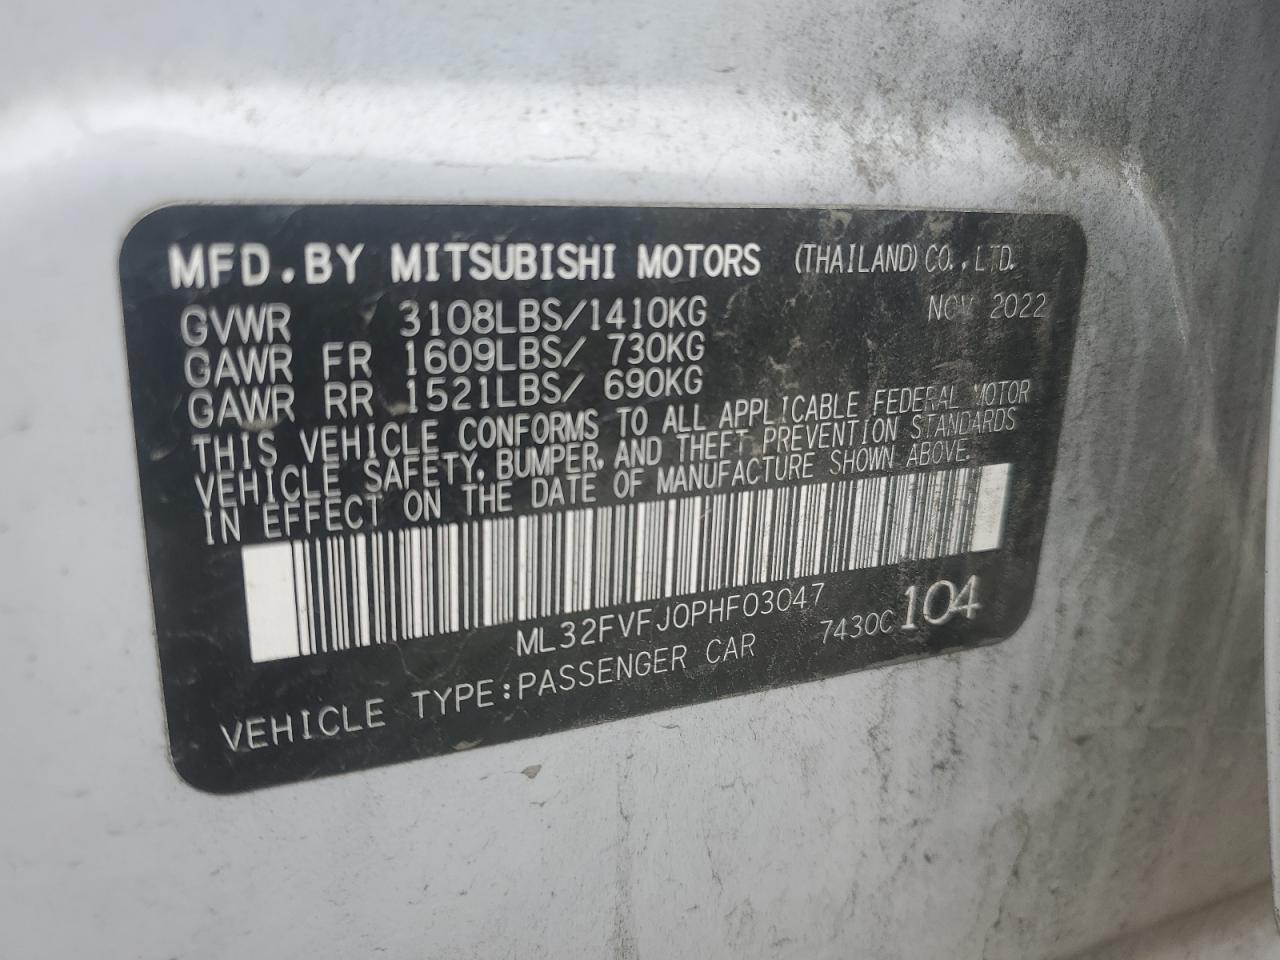 MFD.BY MITSUBISHI MOTORS (THAILAND) CO., LTD.
GVWR 3108LBS/1410KG NOV 2022
GAWR FR 1609LBS/ 730KG
GAWR RR 1521LBS/ 690KG
THIS VEHICLE CONFORMS TO ALL APPLICABLE FEDERAL MOTOR
VEHICLE SAFETY, BUMPER, AND THEFT PREVENTION STANDARDS
IN EFFECT ON THE DATE OF MANUFACTURE SHOWN ABOVE.
ML32FVFJ0PHF03047
VEHICLE TYPE:PASSENGER CAR 7430C 104